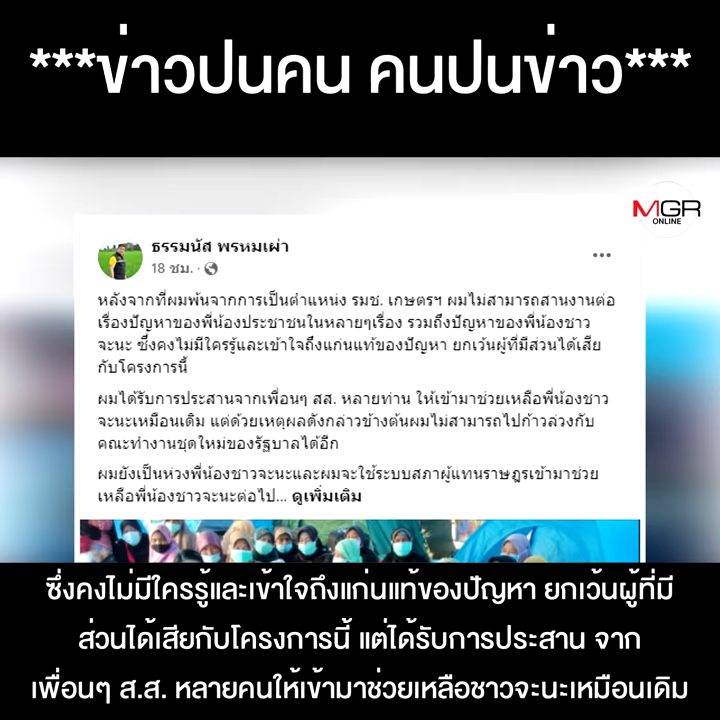 ***ข่าวปนคน คนปนข่าว***
MGR
ONLINE
ธรรมนัส พรหมเผ่า
18 ชม. ·
หลังจากที่ผมพ้นจากการเป็นตำแหน่ง รมช. เกษตรฯ ผมไม่สามารถสานงานต่อ
เรื่องปัญหาของพี่น้องประชาชนในหลายๆเรื่อง รวมถึงปัญหาของพี่น้องชาว
จะนะ ซึ่งคงไม่มีใครรู้และเข้าใจถึงแก่นแท้ของปัญหา ยกเว้นผู้ที่มีส่วนได้เสีย
กับโครงการนี้
ผมได้รับการประสานจากเพื่อนๆ สส. หลายท่าน ให้เข้ามาช่วยเหลือพี่น้องชาว
จะนะเหมือนเดิม แต่ด้วยเหตุผลดังกล่าวข้างต้นผมไม่สามารถไปก้าวล่วงกับ
คณะทำงานชุดใหม่ของรัฐบาลได้อีก
ผมยังเป็นห่วงพี่น้องชาวจะนะและผมจะใช้ระบบสภาผู้แทนราษฎรเข้ามาช่วย
เหลือพี่น้องชาวจะนะต่อไป... ดูเพิ่มเติม
ซึ่งคงไม่มีใครรู้และเข้าใจถึงแก่นแท้ของปัญหา ยกเว้นผู้ที่มี
ส่วนได้เสียกับโครงการนี้ แต่ได้รับการประสาน จาก
เพื่อนๆ ส.ส. หลายคนให้เข้ามาช่วยเหลือชาวจะนะเหมือนเดิม